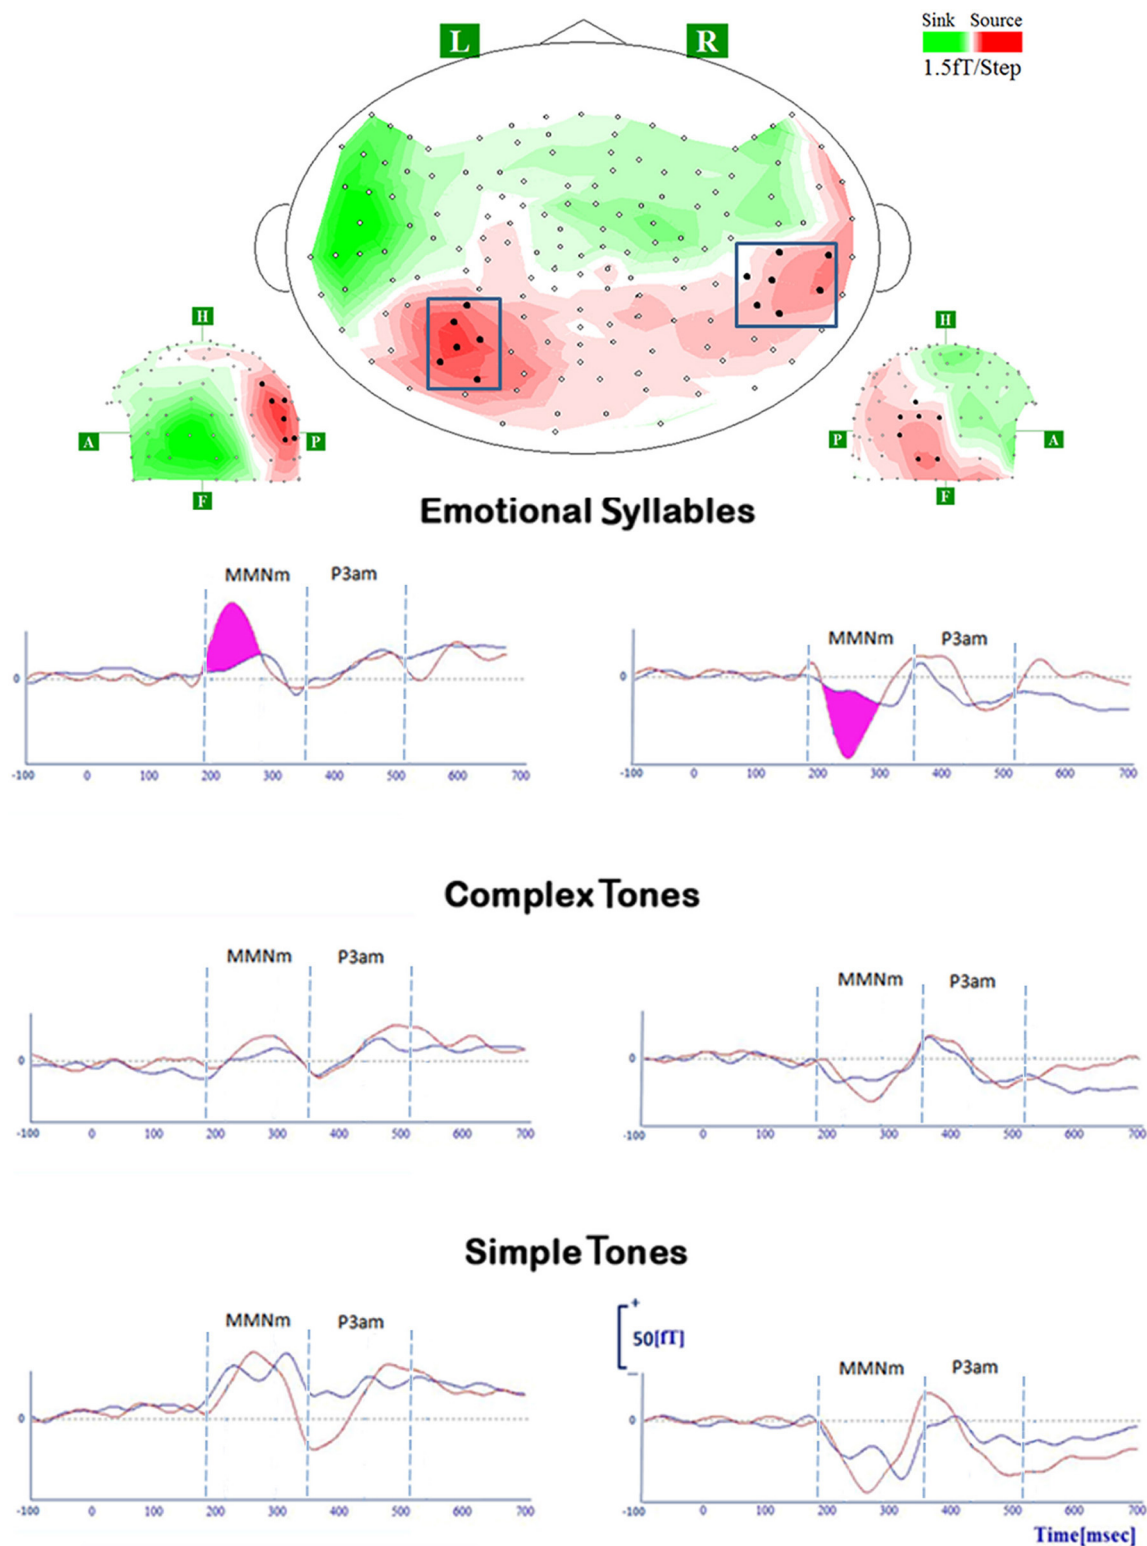 L R
Sink Source
1.5fT/Step
H H
A P P A
F F
Emotional Syllables
MMNm P3am
MMNm P3am
0
0
-100 0 100 200 300 400 500 600 700
-100 0 100 200 300 400 500 600 700
Complex Tones
MMNm P3am
MMNm P3am
0
0
-100 0 100 200 300 400 500 600 700
-100 0 100 200 300 400 500 600 700
Simple Tones
MMNm P3am
+
50[fT]
–
MMNm P3am
0
0
-100 0 100 200 300 400 500 600 700
-100 0 100 200 300 400 500 600 700
Time[msec]